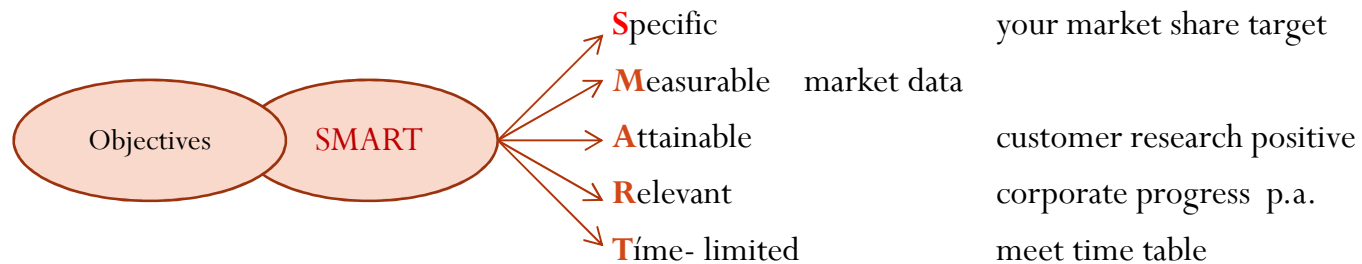 Specific your market share target
Measurable market data
Objectives SMART Attainable customer research positive
Relevant corporate progress p.a.
Tíme- limited meet time table